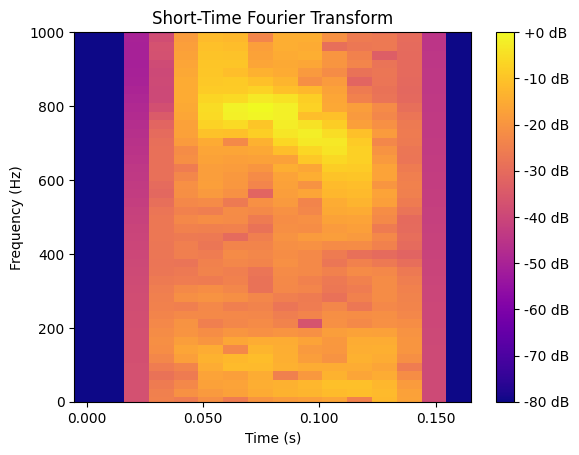 Short-Time Fourier Transform
1000
800
600
400
200
0
Frequency (Hz)
0.000
0.050
0.100
0.150
Time (s)
+0 dB
-10 dB
-20 dB
-30 dB
-40 dB
-50 dB
-60 dB
-70 dB
-80 dB